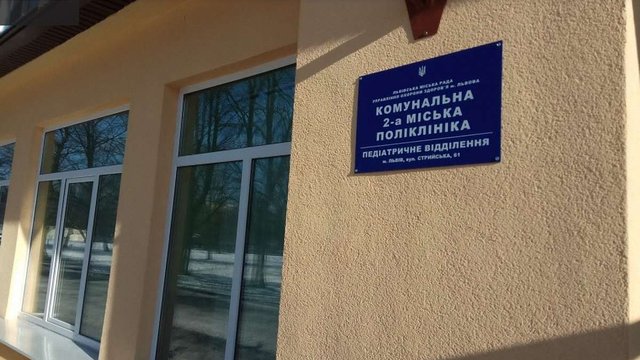 ЛЬВІВСЬКА МІСЬКА РАДА
УПРАВЛІННЯ ОХОРОНИ ЗДОРОВ'Я м. ЛЬВОВА
КОМУНАЛЬНА
2-а МІСЬКА
ПОЛІКЛІНІКА
ПЕДІАТРИЧНЕ ВІДДІЛЕННЯ
м. ЛЬВІВ, вул. СТРИЙСЬКА, 61